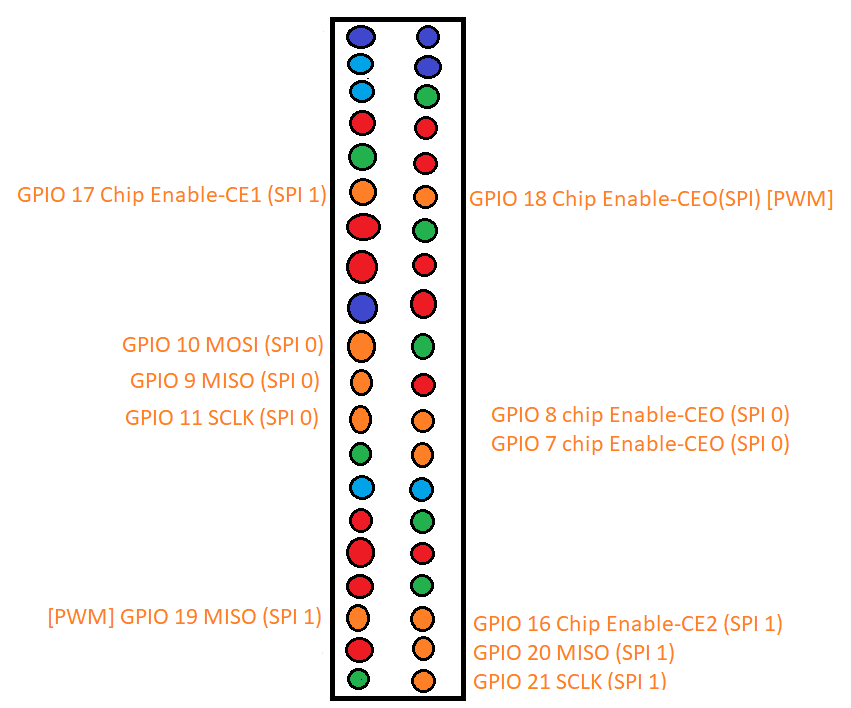 GPIO 17 Chip Enable-CE1 (SPI 1)
GPIO 18 Chip Enable-CEO(SPI) [PWM]
GPIO 10 MOSI (SPI 0)
GPIO 9 MISO (SPI 0)
GPIO 11 SCLK (SPI 0)
GPIO 8 chip Enable-CEO (SPI 0)
GPIO 7 chip Enable-CEO (SPI 0)
[PWM] GPIO 19 MISO (SPI 1)
GPIO 16 Chip Enable-CE2 (SPI 1)
GPIO 20 MISO (SPI 1)
GPIO 21 SCLK (SPI 1)